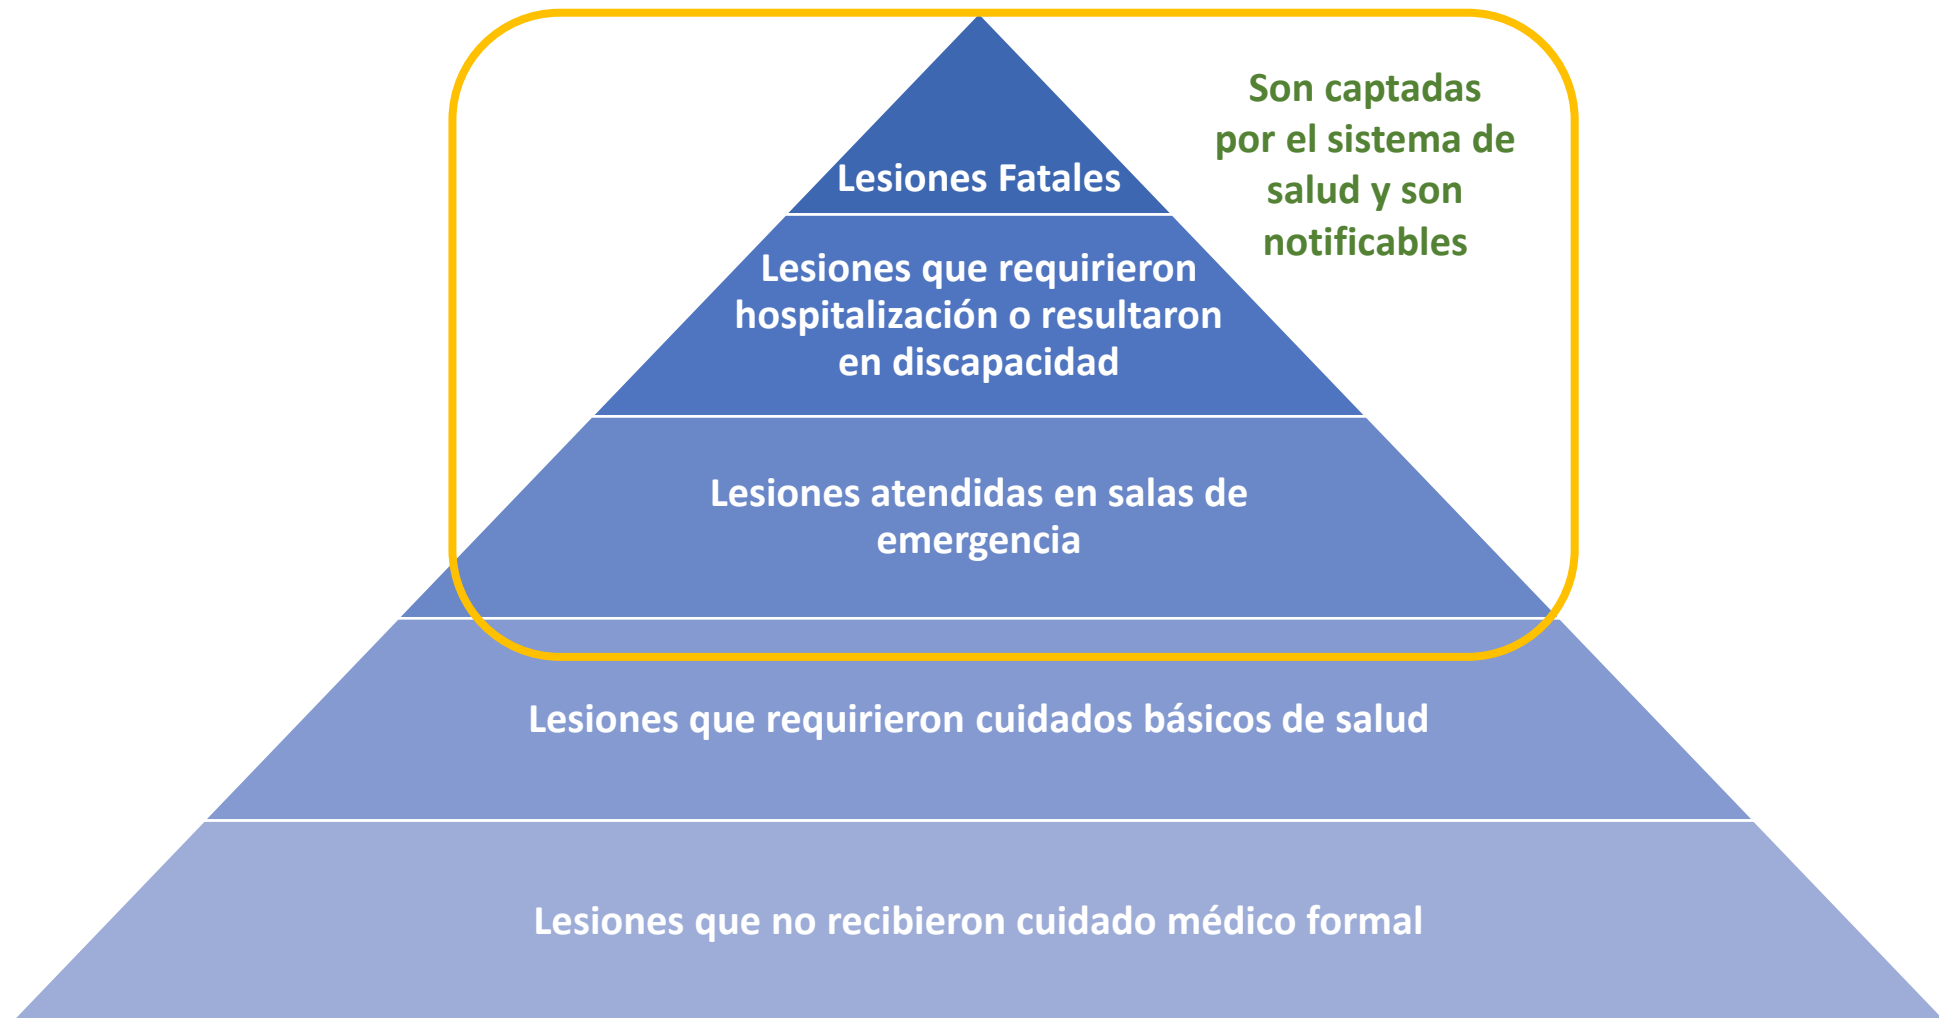 Son captadas
por el sistema de
salud y son
notificables
Lesiones Fatales
Lesiones que requirieron
hospitalización o resultaron
en discapacidad
Lesiones atendidas en salas de
emergencia
Lesiones que requirieron cuidados básicos de salud
Lesiones que no recibieron cuidado médico formal